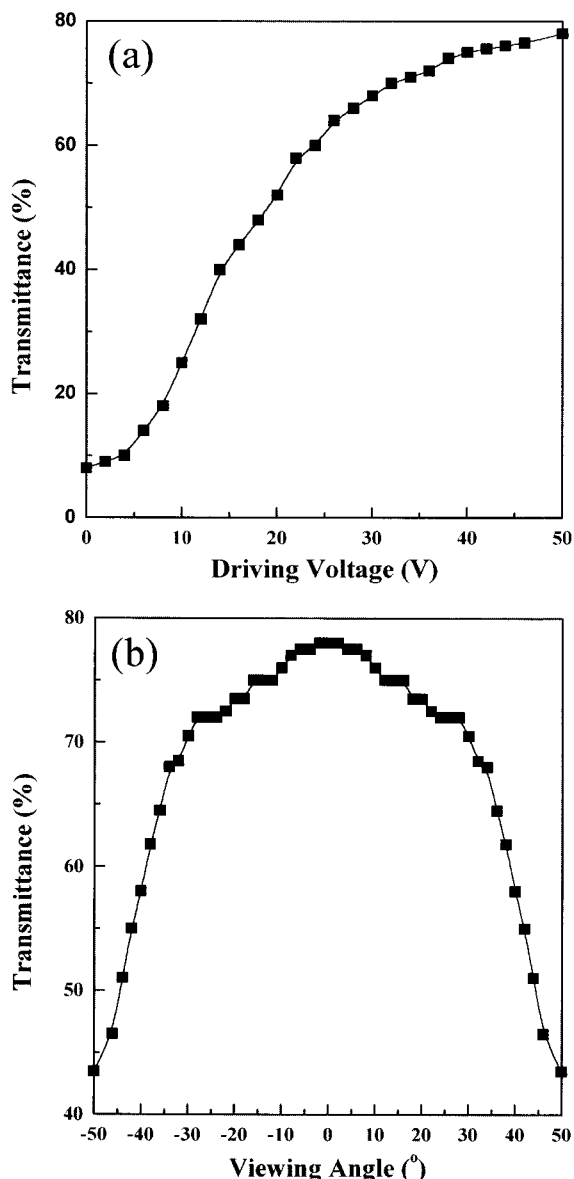 (a)
80
60
40
20
0
Transmittance (%)
0 10 20 30 40 50
Driving Voltage (V)
(b)
80
70
60
50
40
Transmittance (%)
-50 -40 -30 -20 -10 0 10 20 30 40 50
Viewing Angle (°)